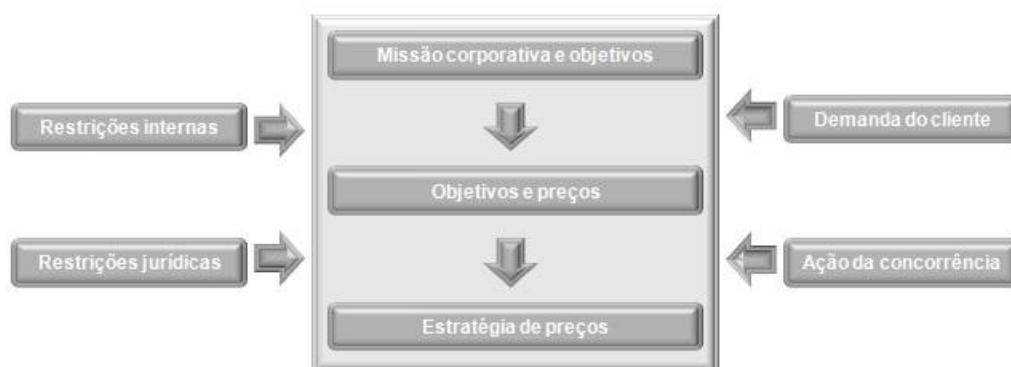 Missão corporativa e objetivos
Restrições internas
Demanda do cliente
Objetivos e preços
Restrições jurídicas
Ação da concorrência
Estratégia de preços